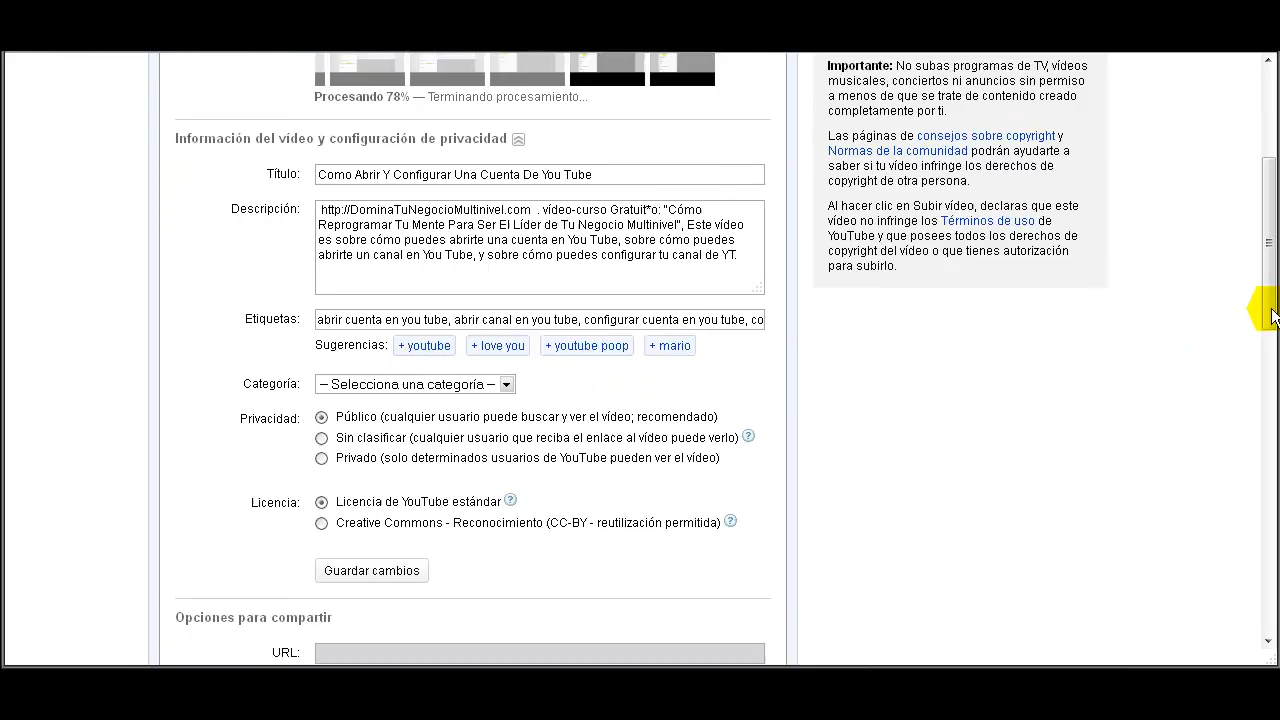 Procesando 78% — Terminando procesamiento...
Información del vídeo y configuración de privacidad
Título: Como Abrir Y Configurar Una Cuenta De You Tube
Descripción: http://DominaTuNegocioMultinivel.com . vídeo-curso Gratuit*o: "Cómo
Reprogramar Tu Mente Para Ser El Líder de Tu Negocio Multinivel", Este vídeo
es sobre cómo puedes abrirte una cuenta en You Tube, sobre cómo puedes
abrirte un canal en You Tube, y sobre cómo puedes configurar tu canal de YT.
Etiquetas: abrir cuenta en you tube, abrir canal en you tube, configurar cuenta en you tube, co
Sugerencias: + youtube + love you + youtube poop + mario
Categoría: – Selecciona una categoría –
Privacidad: Público (cualquier usuario puede buscar y ver el vídeo; recomendado)
Sin clasificar (cualquier usuario que reciba el enlace al vídeo puede verlo) ?
Privado (solo determinados usuarios de YouTube pueden ver el vídeo)
Licencia: Licencia de YouTube estándar ?
Creative Commons - Reconocimiento (CC-BY - reutilización permitida) ?
Guardar cambios
Opciones para compartir
URL:
Importante: No subas programas de TV, vídeos
musicales, conciertos ni anuncios sin permiso
a menos de que se trate de contenido creado
completamente por ti.
Las páginas de consejos sobre copyright y
Normas de la comunidad podrán ayudarte a
saber si tu vídeo infringe los derechos de
copyright de otra persona.
Al hacer clic en Subir vídeo, declaras que este
vídeo no infringe los Términos de uso de
YouTube y que posees todos los derechos de
copyright del vídeo o que tienes autorización
para subirlo.